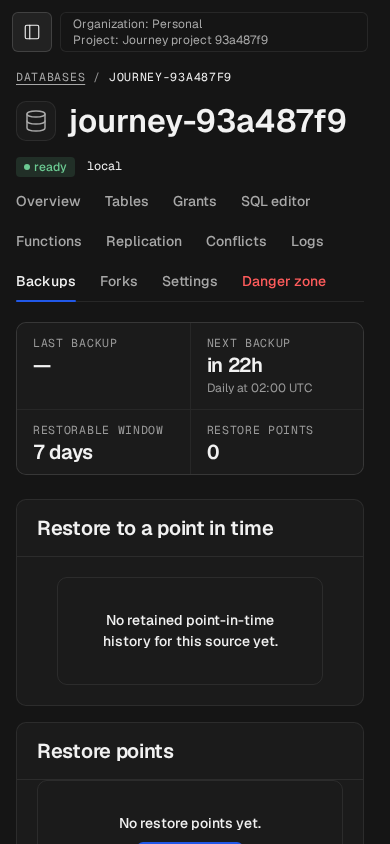 Organization: Personal
Project: Journey project 93a487f9
DATABASES / JOURNEY-93A487F9
journey-93a487f9
ready local
Overview Tables Grants SQL editor
Functions Replication Conflicts Logs
Backups Forks Settings Danger zone
LAST BACKUP
—
NEXT BACKUP
in 22h
Daily at 02:00 UTC
RESTORABLE WINDOW
7 days
RESTORE POINTS
0
Restore to a point in time
No retained point-in-time
history for this source yet.
Restore points
No restore points yet.